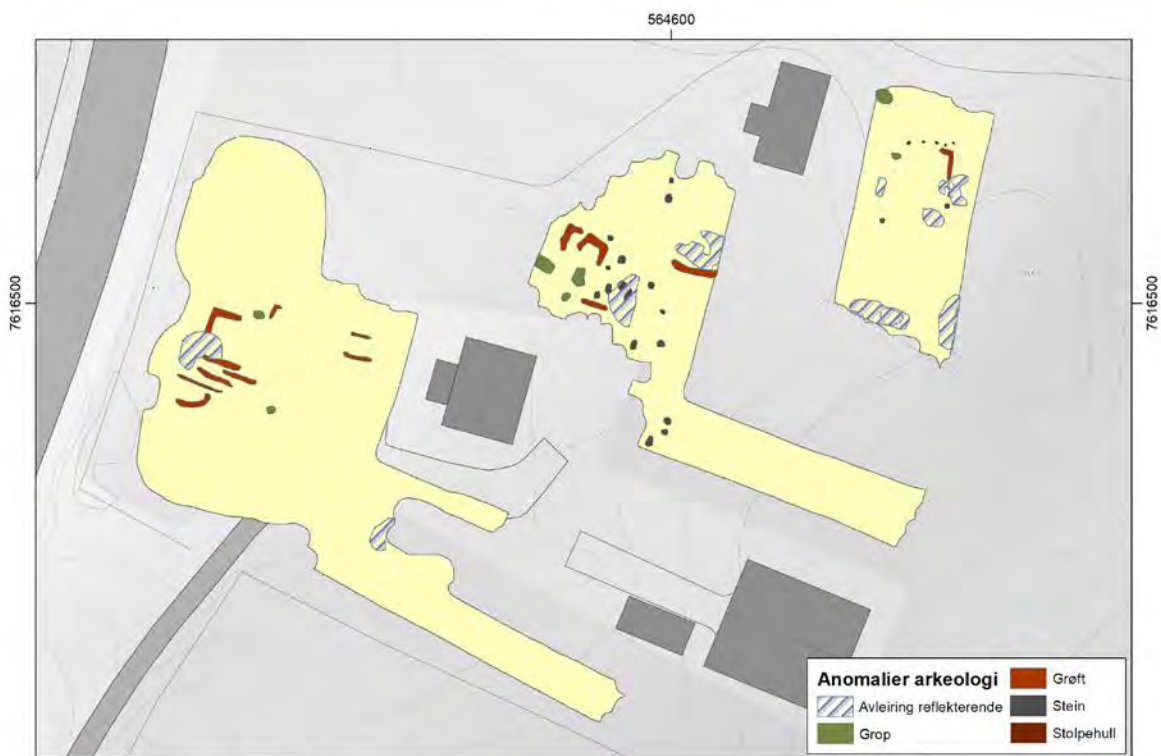 564600
7616500
7616500
Anomalier arkeologi
Avleiring reflekterende
Grop
Grøft
Stein
Stolpehull